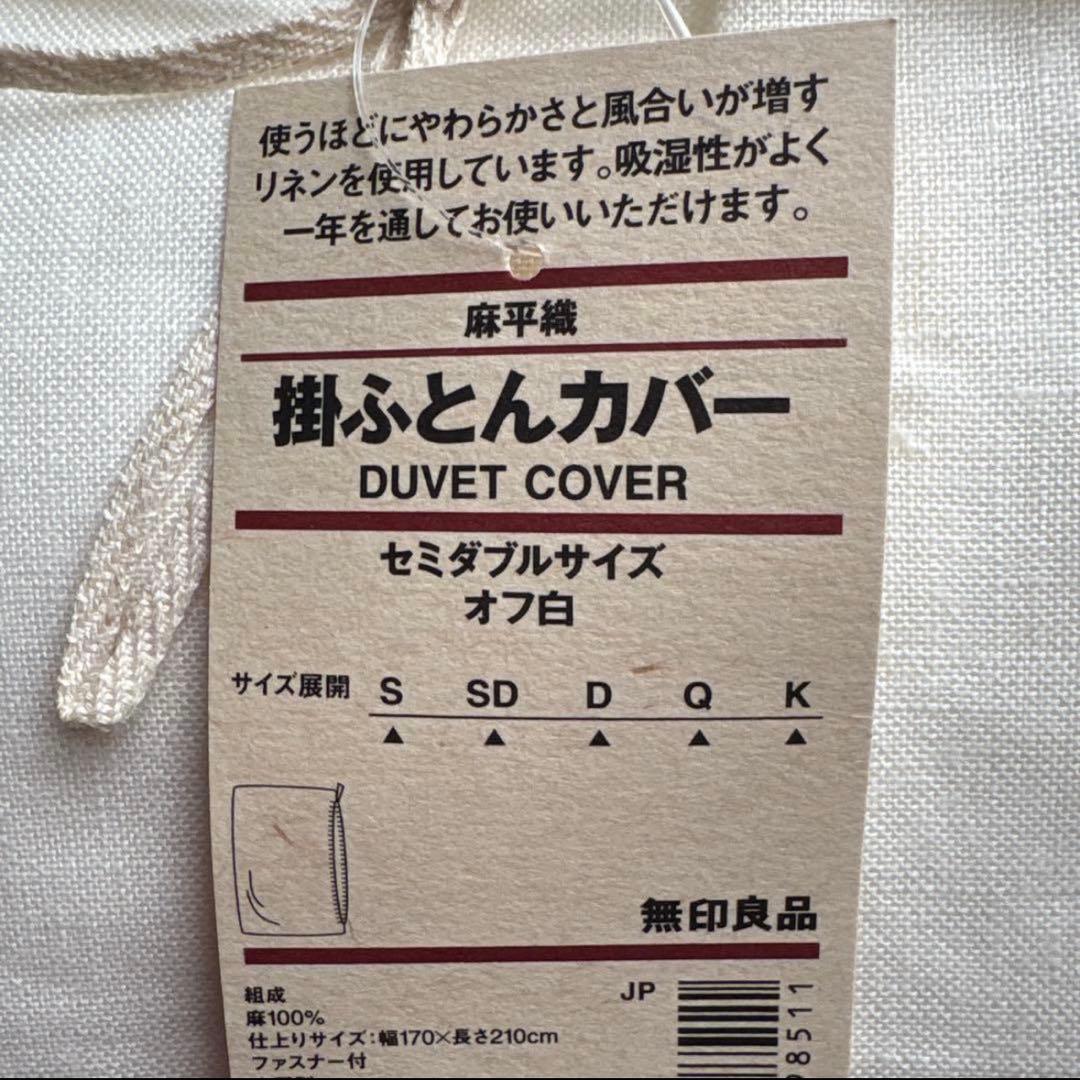 使うほどにやわらかさと風合いが増す
リネンを使用しています。吸湿性がよく
一年を通してお使いいただけます。
麻平織
掛ふとんカバー
DUVET COVER
セミダブルサイズ
オフ白
サイズ展開 S SD D Q K
無印良品
組成
麻100%
仕上りサイズ:幅170×長さ210cm
ファスナー付
JP
98511